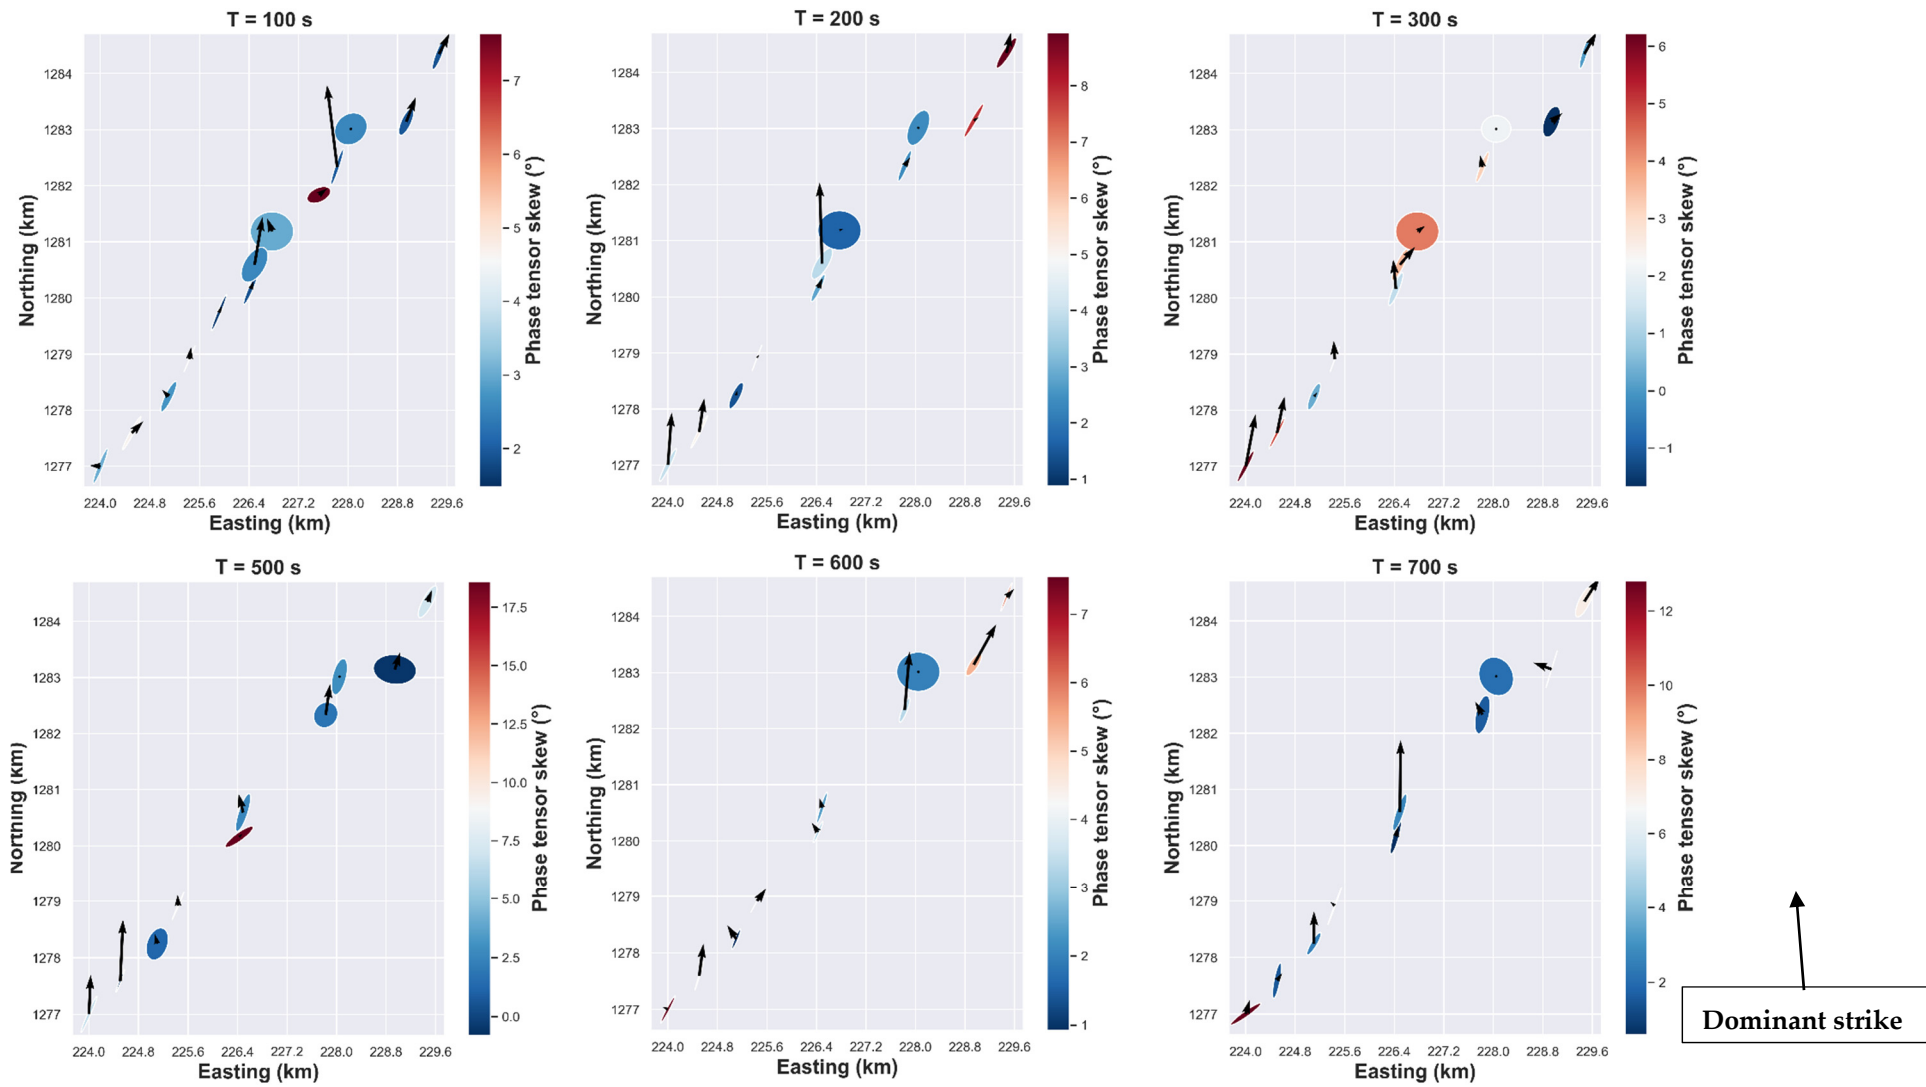 T = 100 s
Northing (km)
1284
1283
1282
1281
1280
1279
1278
1277
224.0 224.8 225.6 226.4 227.2 228.0 228.8 229.6
Easting (km)
7
6
5
4
3
2
Phase tensor skew (°)
T = 200 s
Northing (km)
1284
1283
1282
1281
1280
1279
1278
1277
224.0 224.8 225.6 226.4 227.2 228.0 228.8 229.6
Easting (km)
8
7
6
5
4
3
2
1
Phase tensor skew (°)
T = 300 s
Northing (km)
1284
1283
1282
1281
1280
1279
1278
1277
224.0 224.8 225.6 226.4 227.2 228.0 228.8 229.6
Easting (km)
6
5
4
3
2
1
0
−1
Phase tensor skew (°)
T = 500 s
Northing (km)
1284
1283
1282
1281
1280
1279
1278
1277
224.0 224.8 225.6 226.4 227.2 228.0 228.8 229.6
Easting (km)
17.5
15.0
12.5
10.0
7.5
5.0
2.5
0.0
Phase tensor skew (°)
T = 600 s
Northing (km)
1284
1283
1282
1281
1280
1279
1278
1277
224.0 224.8 225.6 226.4 227.2 228.0 228.8 229.6
Easting (km)
7
6
5
4
3
2
1
Phase tensor skew (°)
T = 700 s
Northing (km)
1284
1283
1282
1281
1280
1279
1278
1277
224.0 224.8 225.6 226.4 227.2 228.0 228.8 229.6
Easting (km)
12
10
8
6
4
2
Phase tensor skew (°)
Dominant strike